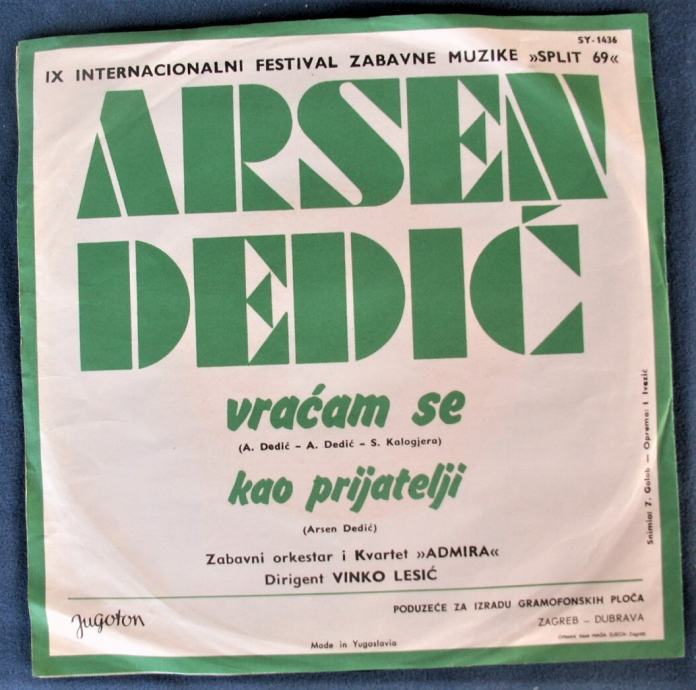 SY-1436
IX INTERNACIONALNI FESTIVAL ZABAVNE MUZIKE »SPLIT 69«
ARSEN
DEDIĆ
vraćam se
(A. Dedić – A. Dedić – S. Kalogjera)
kao prijatelji
(Arsen Dedić)
Zabavni orkestar i Kvartet »ADMIRA«
Dirigent VINKO LESIĆ
Jugoton
PODUZEĆE ZA IZRADU GRAMOFONSKIH PLOČA
ZAGREB – DUBRAVA
Made in Yugoslavia
Golob — Oprema: I. Ivezić